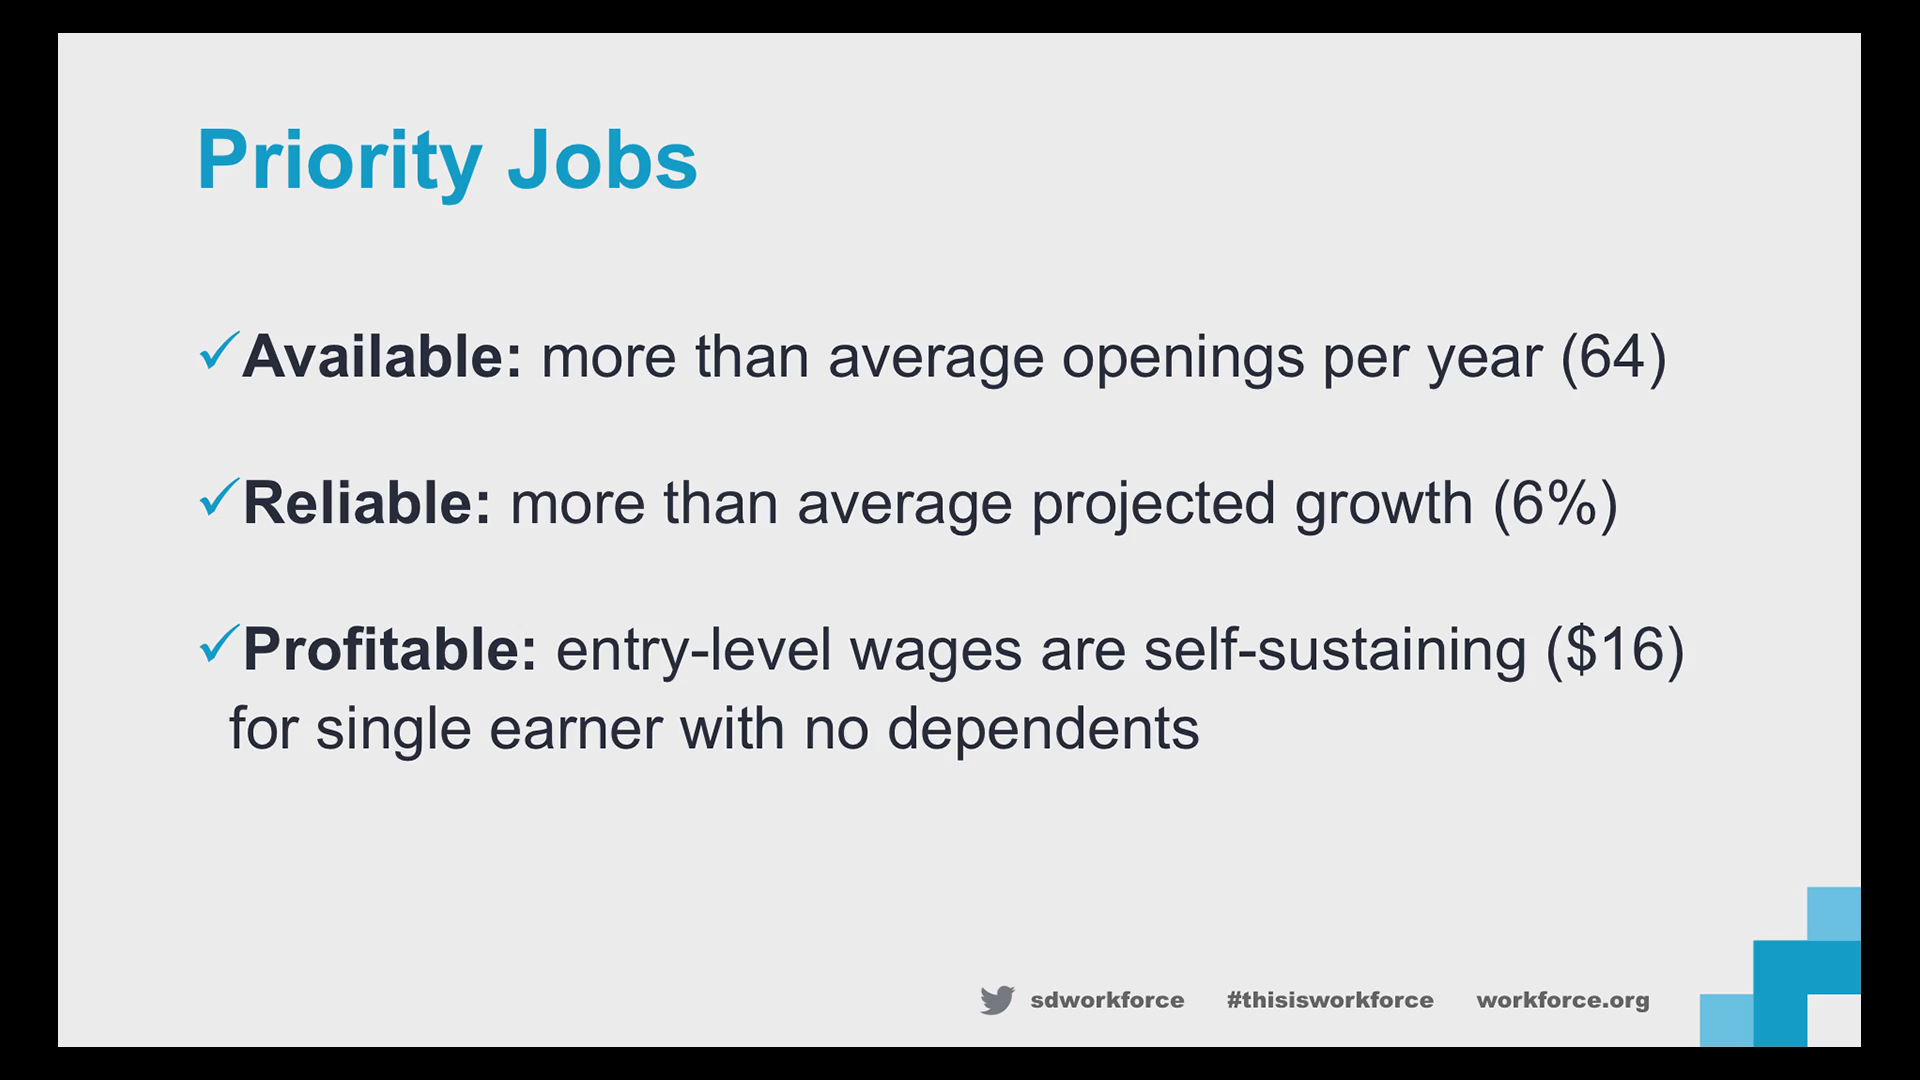 Priority Jobs
✓Available: more than average openings per year (64)
✓Reliable: more than average projected growth (6%)
✓Profitable: entry-level wages are self-sustaining ($16)
for single earner with no dependents
sdworkforce #thisisworkforce workforce.org